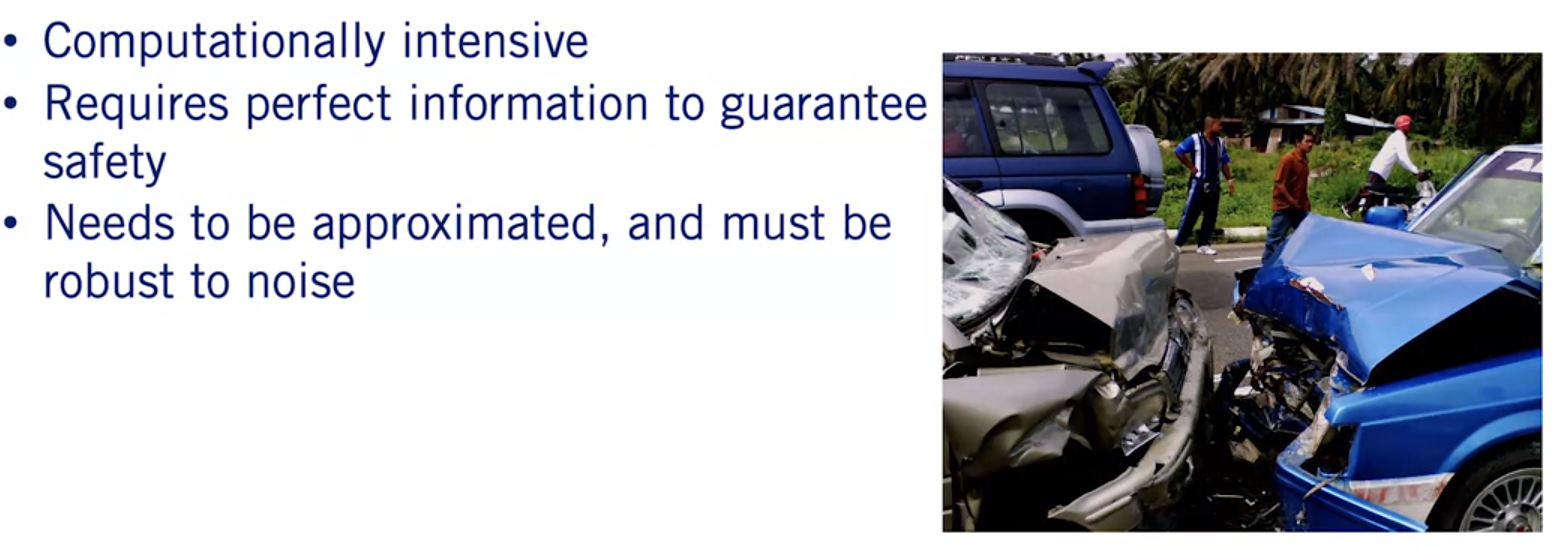 • Computationally intensive
• Requires perfect information to guarantee
safety
• Needs to be approximated, and must be
robust to noise